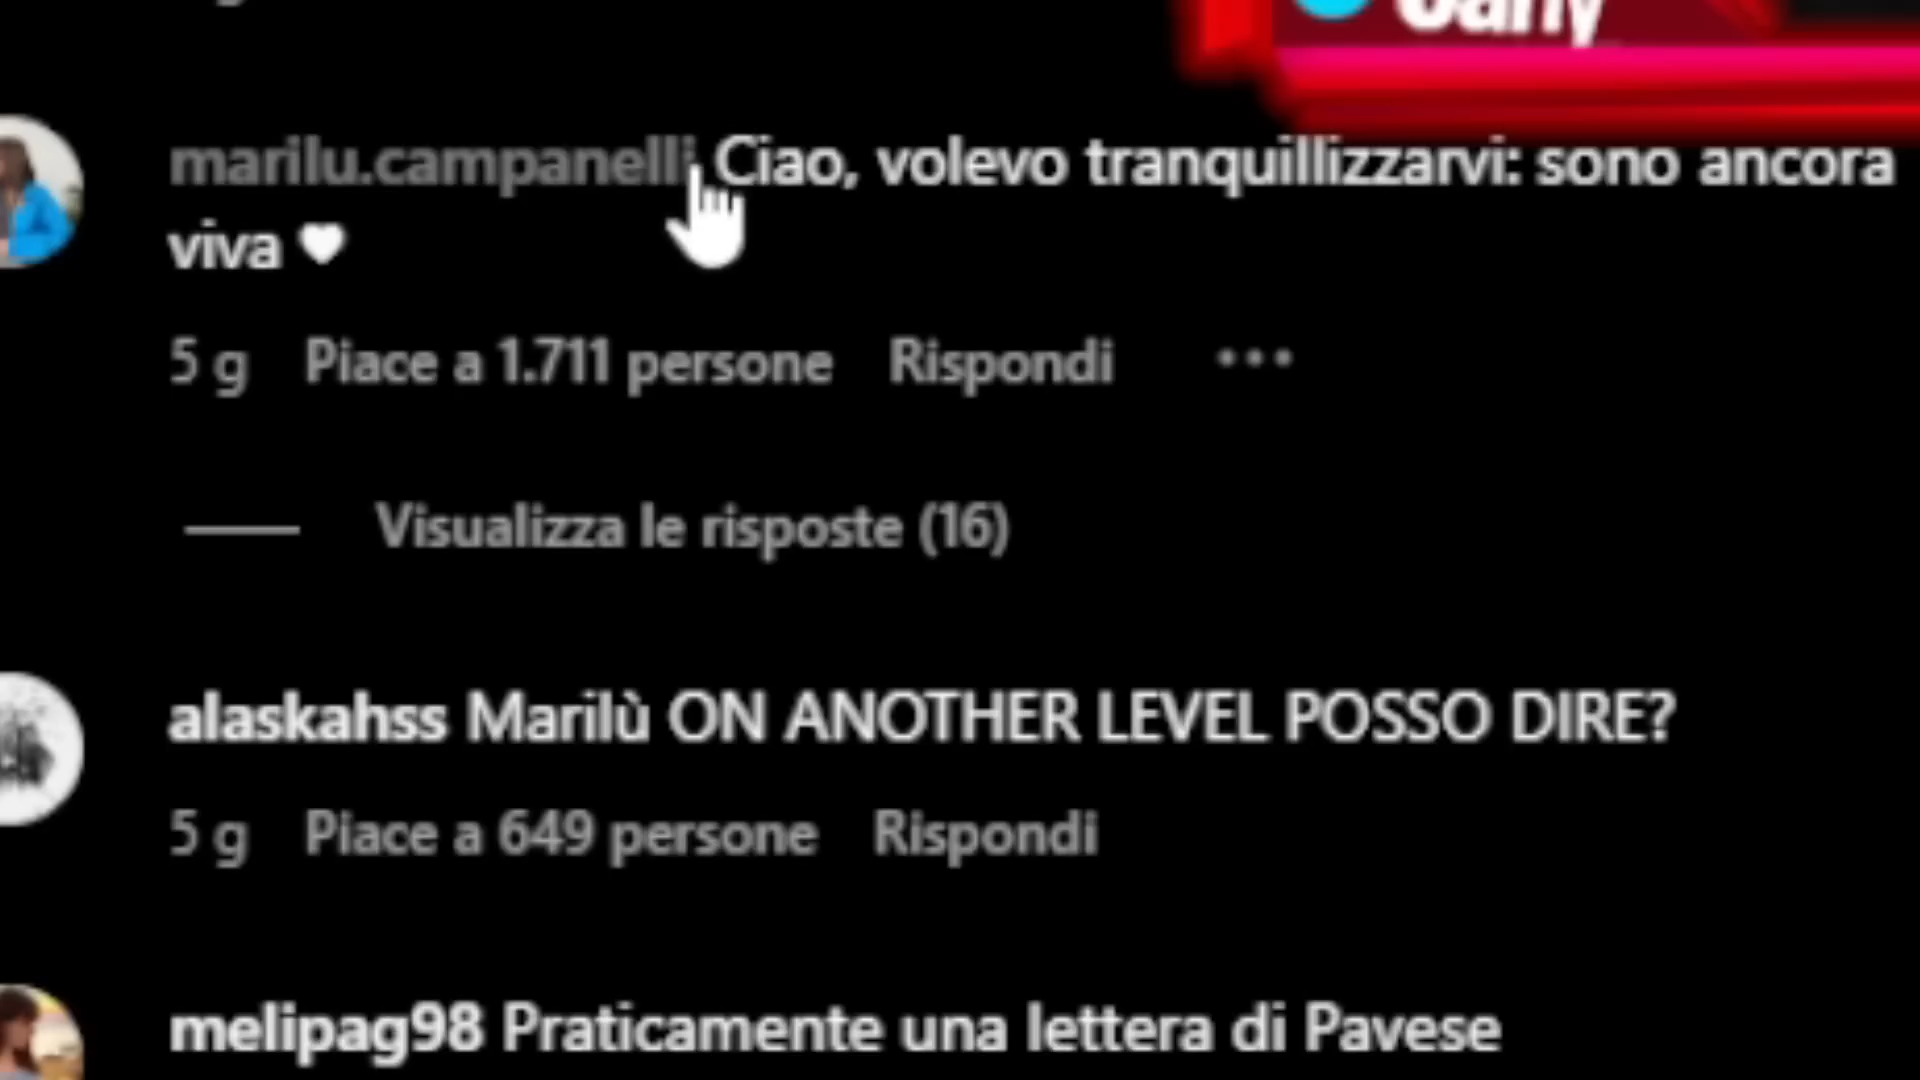 marilu.campanelli Ciao, volevo tranquillizzarvi: sono ancora
viva 🤍
5 g Piace a 1.711 persone Rispondi •••
Visualizza le risposte (16)
alaskahss Marilù ON ANOTHER LEVEL POSSO DIRE?
5 g Piace a 649 persone Rispondi
melipag98 Praticamente una lettera di Pavese